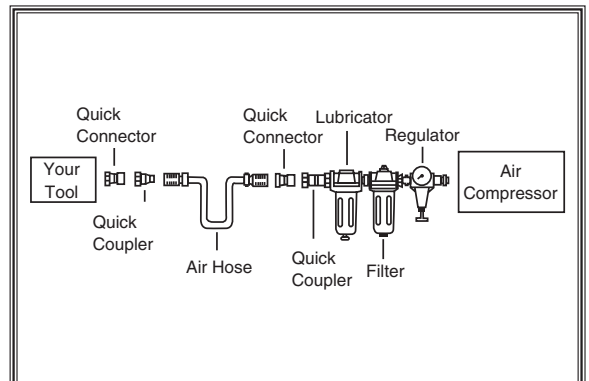 Quick
Connector
Quick
Connector
Lubricator
Regulator
Your
Tool
Air
Compressor
Quick
Coupler
Air Hose
Quick
Coupler
Filter